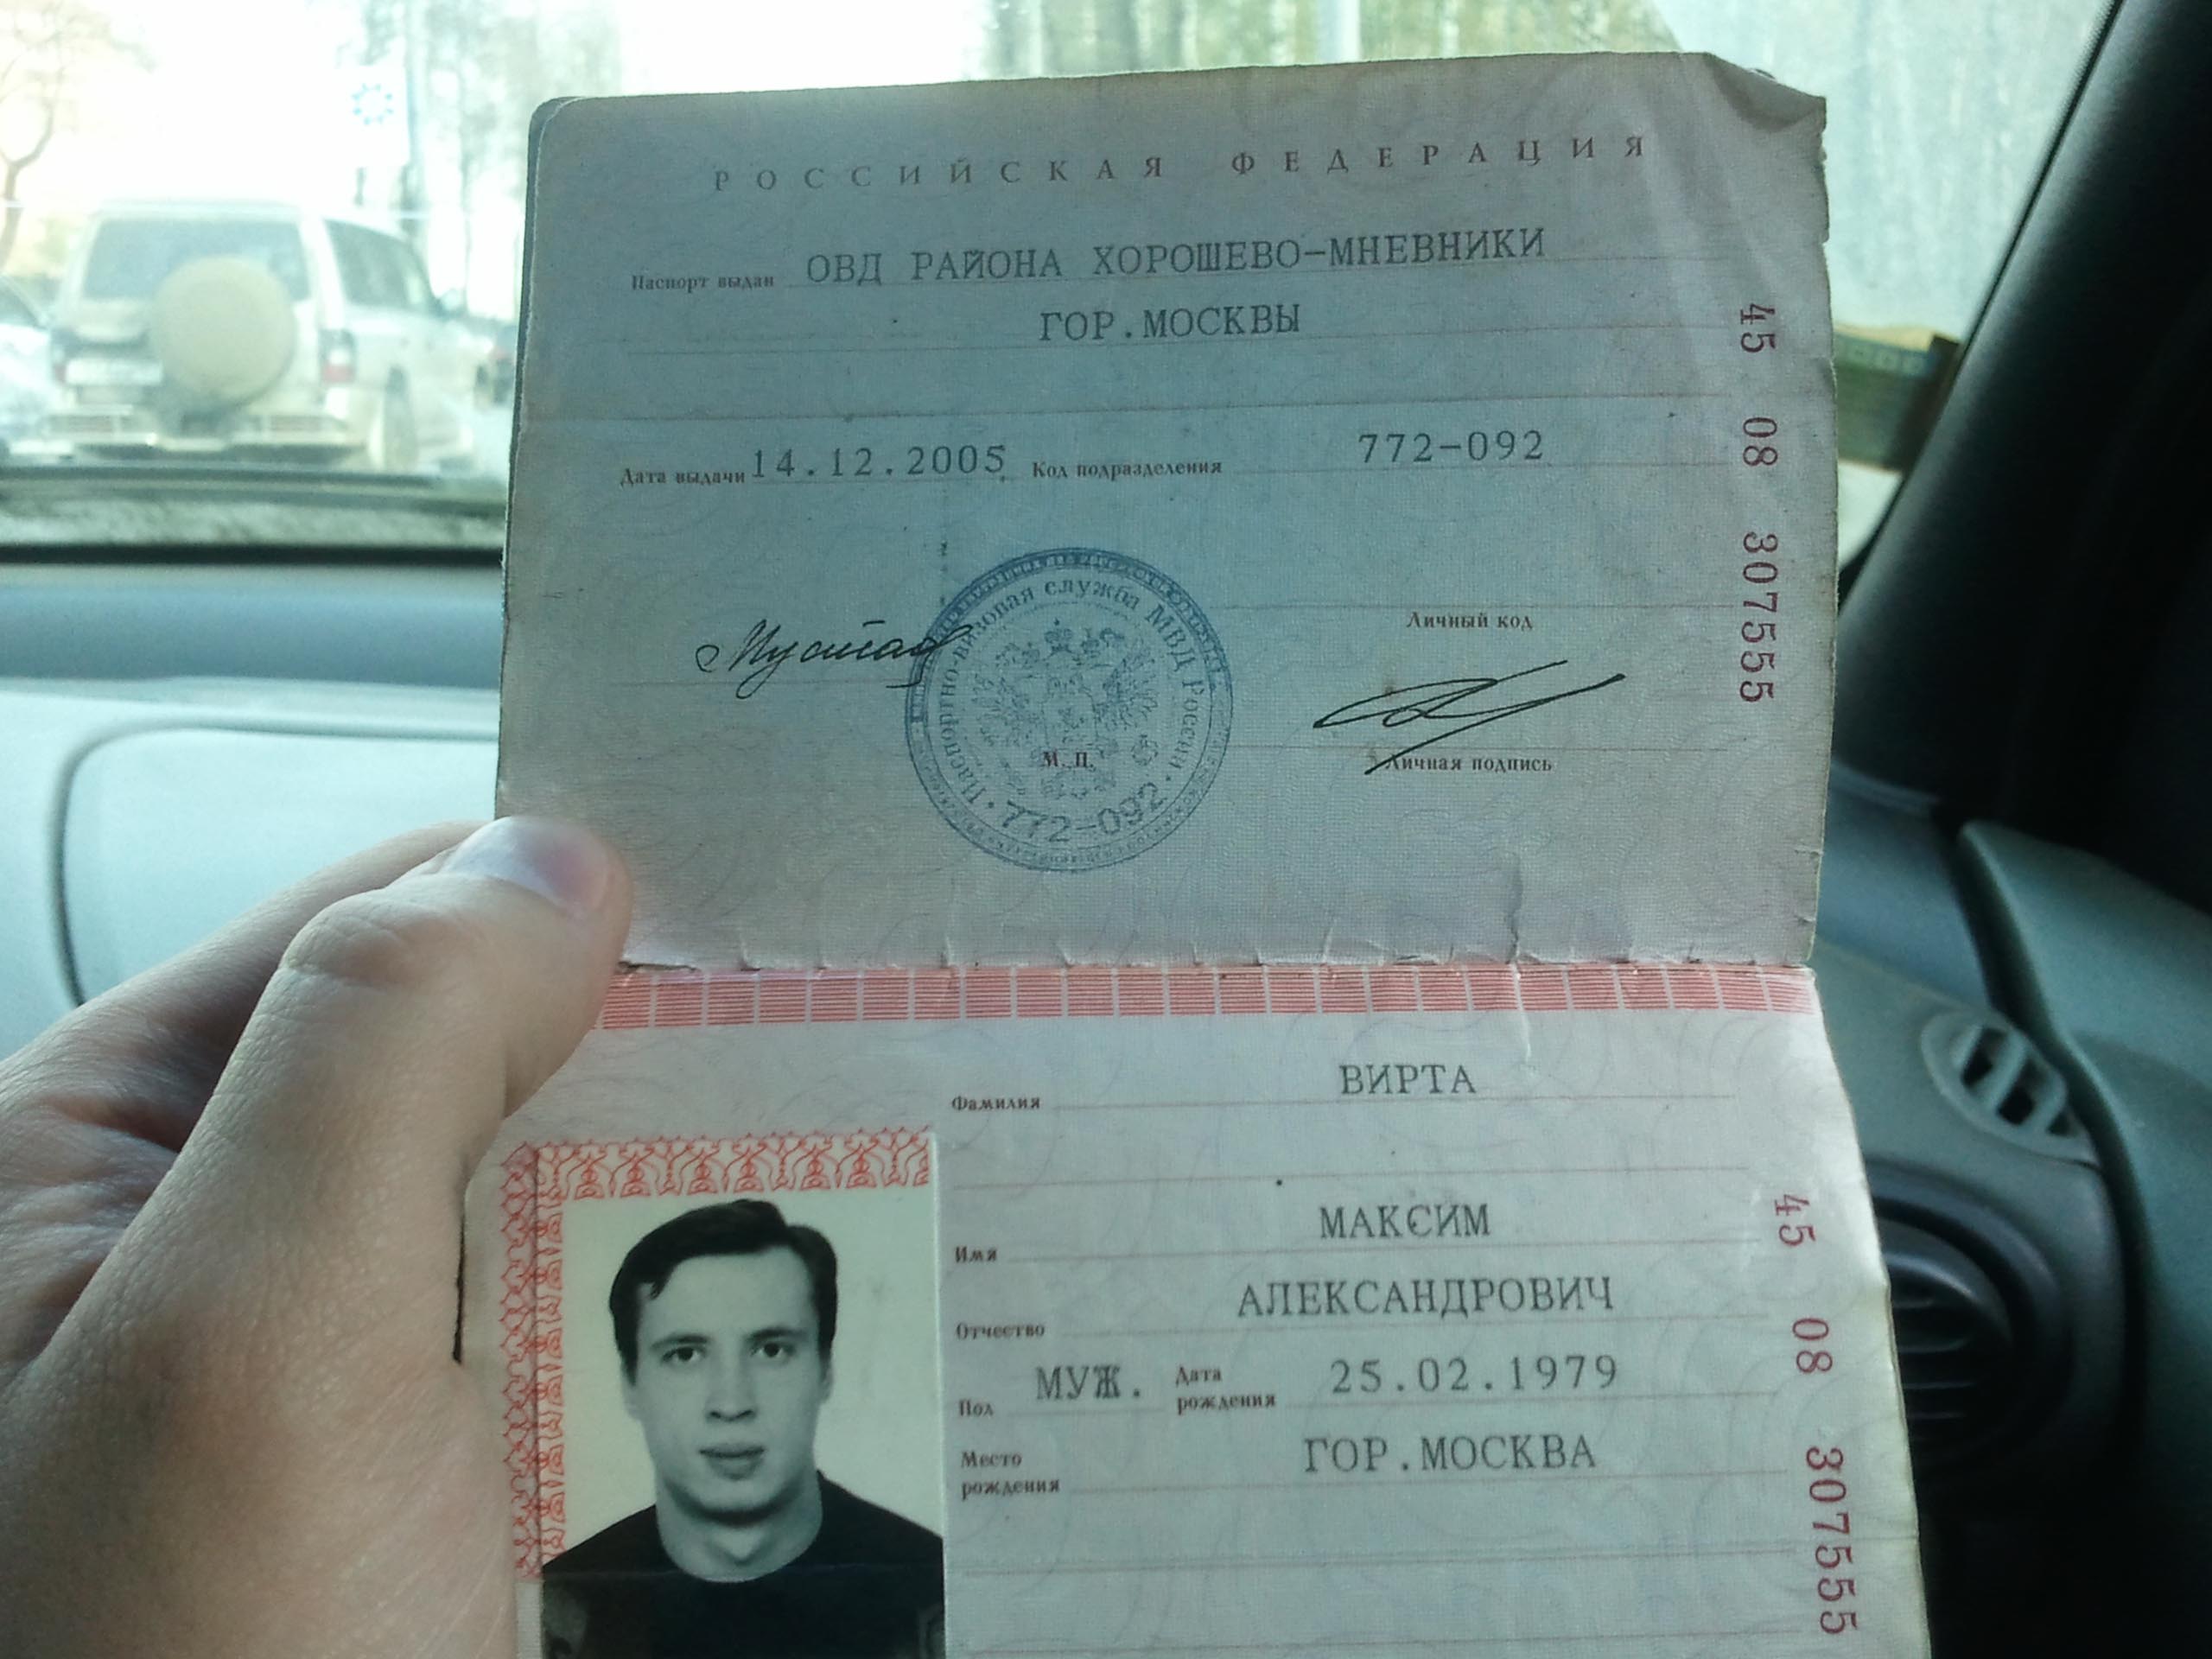 РОССИЙСКАЯ ФЕДЕРАЦИЯ
Паспорт выдан ОВД РАЙОНА ХОРОШЕВО-МНЕВНИКИ
ГОР.МОСКВЫ
Дата выдачи 14.12.2005 Код подразделения 772-092
Личный код
Паспортно-визовая служба МВД России
772-092
М. П.
Личная подпись
45 08 307555
Фамилия ВИРТА
Имя МАКСИМ
Отчество АЛЕКСАНДРОВИЧ
Пол МУЖ. Дата рождения 25.02.1979
Место рождения ГОР.МОСКВА
45 08 307555